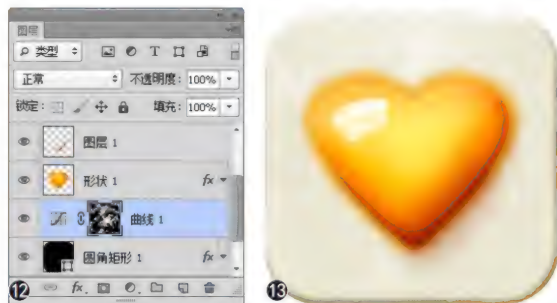 图层
类型 T
正常 不透明度: 100%
锁定: 填充: 100%
图层 1
形状 1 fx
曲线 1
圆角矩形 1 fx
fx
12
13